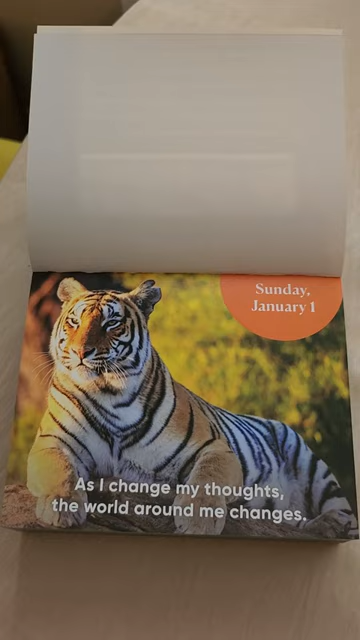 Sunday,
January 1
As I change my thoughts,
the world around me changes.